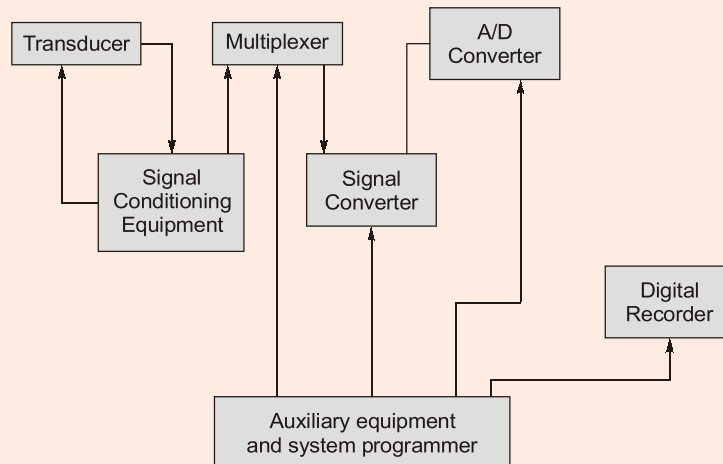 Transducer
Multiplexer
A/D
Converter
Signal
Conditioning
Equipment
Signal
Converter
Digital
Recorder
Auxiliary equipment
and system programmer